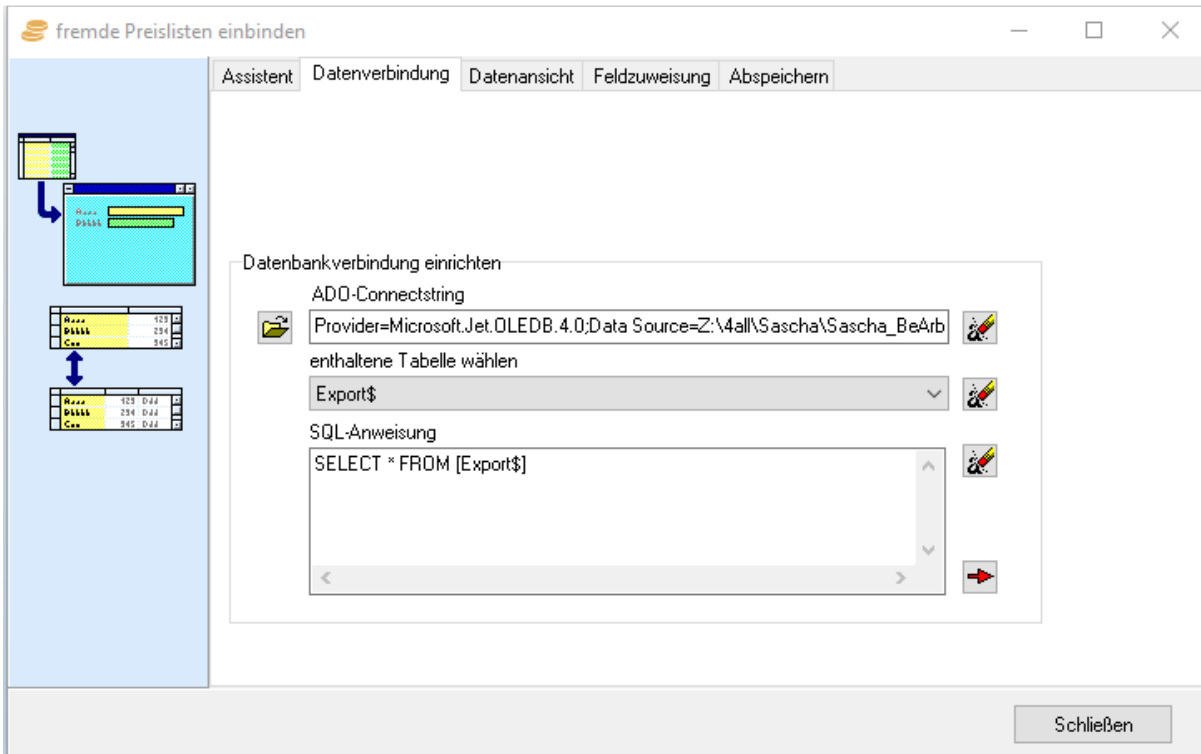 fremde Preislisten einbinden
Assistent Datenverbindung Datenansicht Feldzuweisung Abspeichern
Datenbankverbindung einrichten
ADO-Connectstring
Provider=Microsoft.Jet.OLEDB.4.0;Data Source=Z:\4all\Sascha\Sascha_BeArb
enthaltene Tabelle wählen
Export$
SQL-Anweisung
SELECT * FROM [Export$]
Schließen